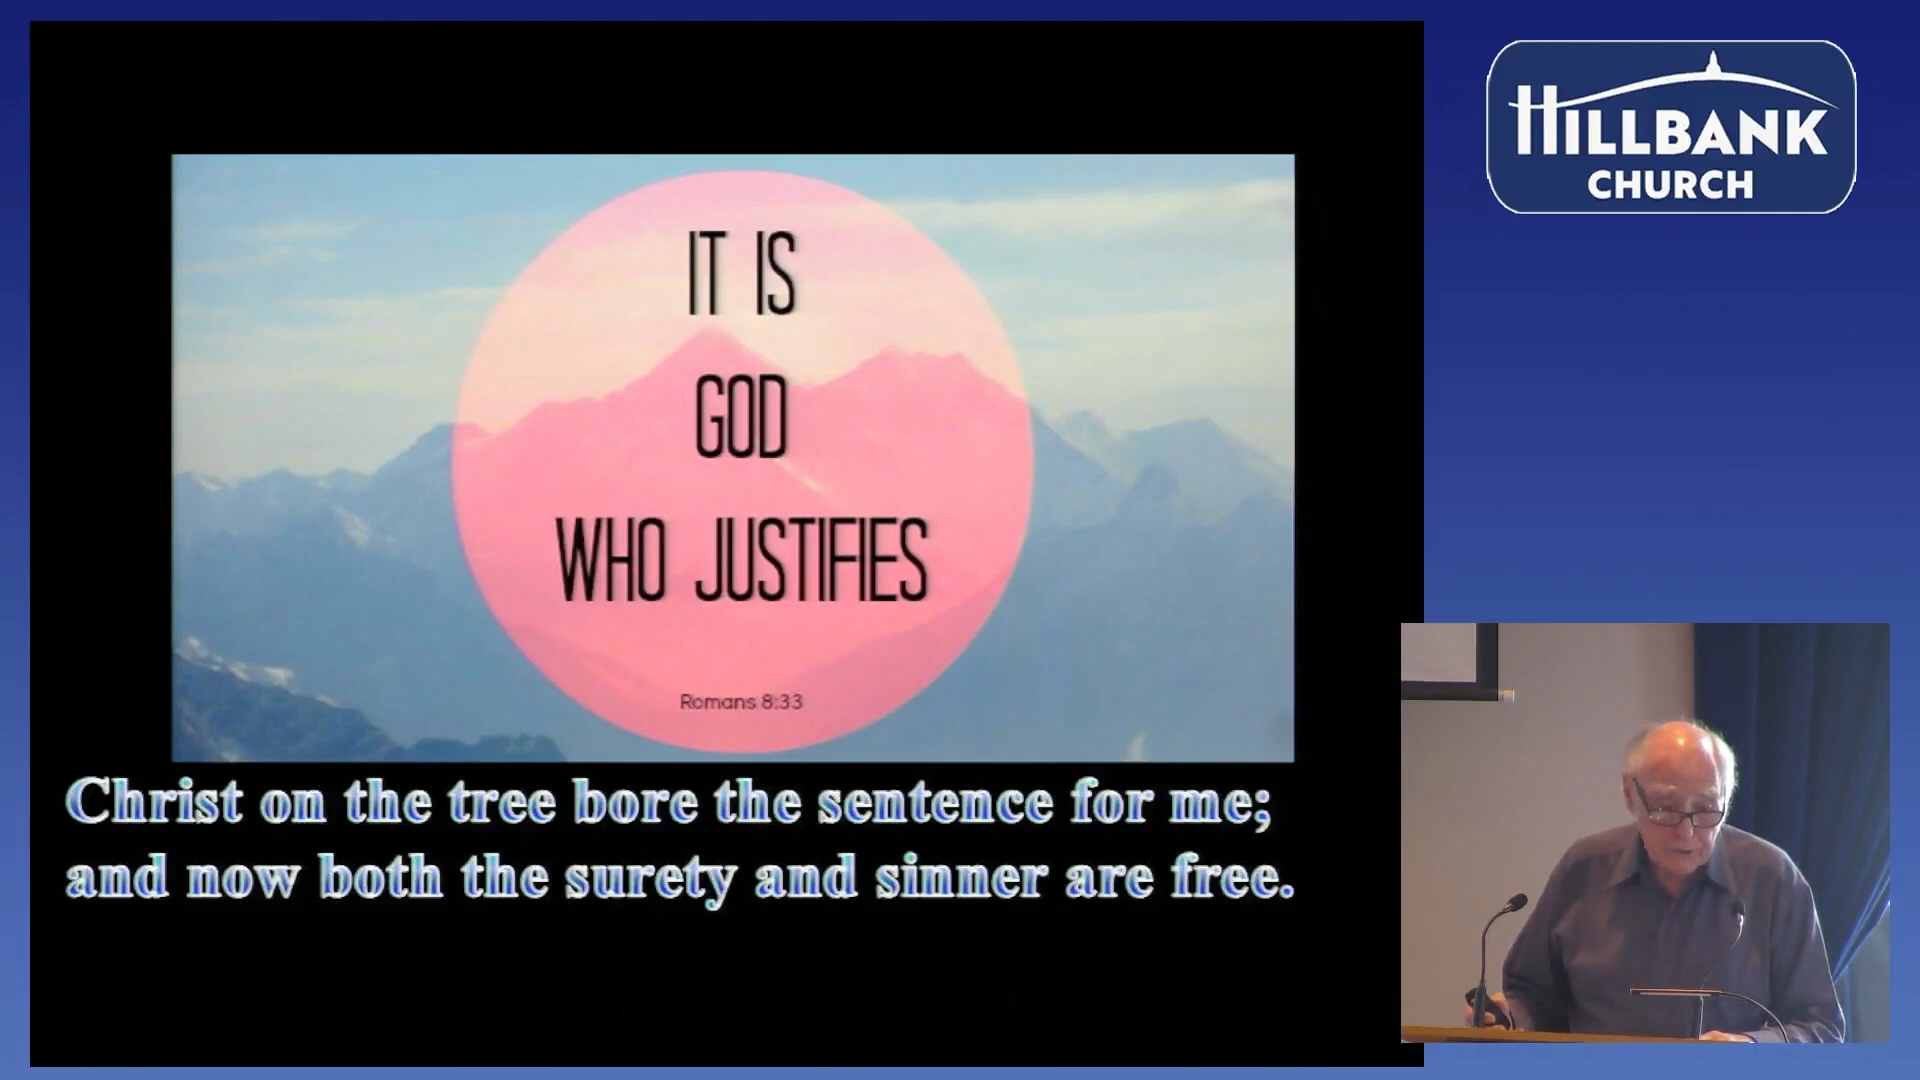 IT IS
GOD
WHO JUSTIFIES
Romans 8:33
Christ on the tree bore the sentence for me;
and now both the surety and sinner are free.
HILLBANK
CHURCH